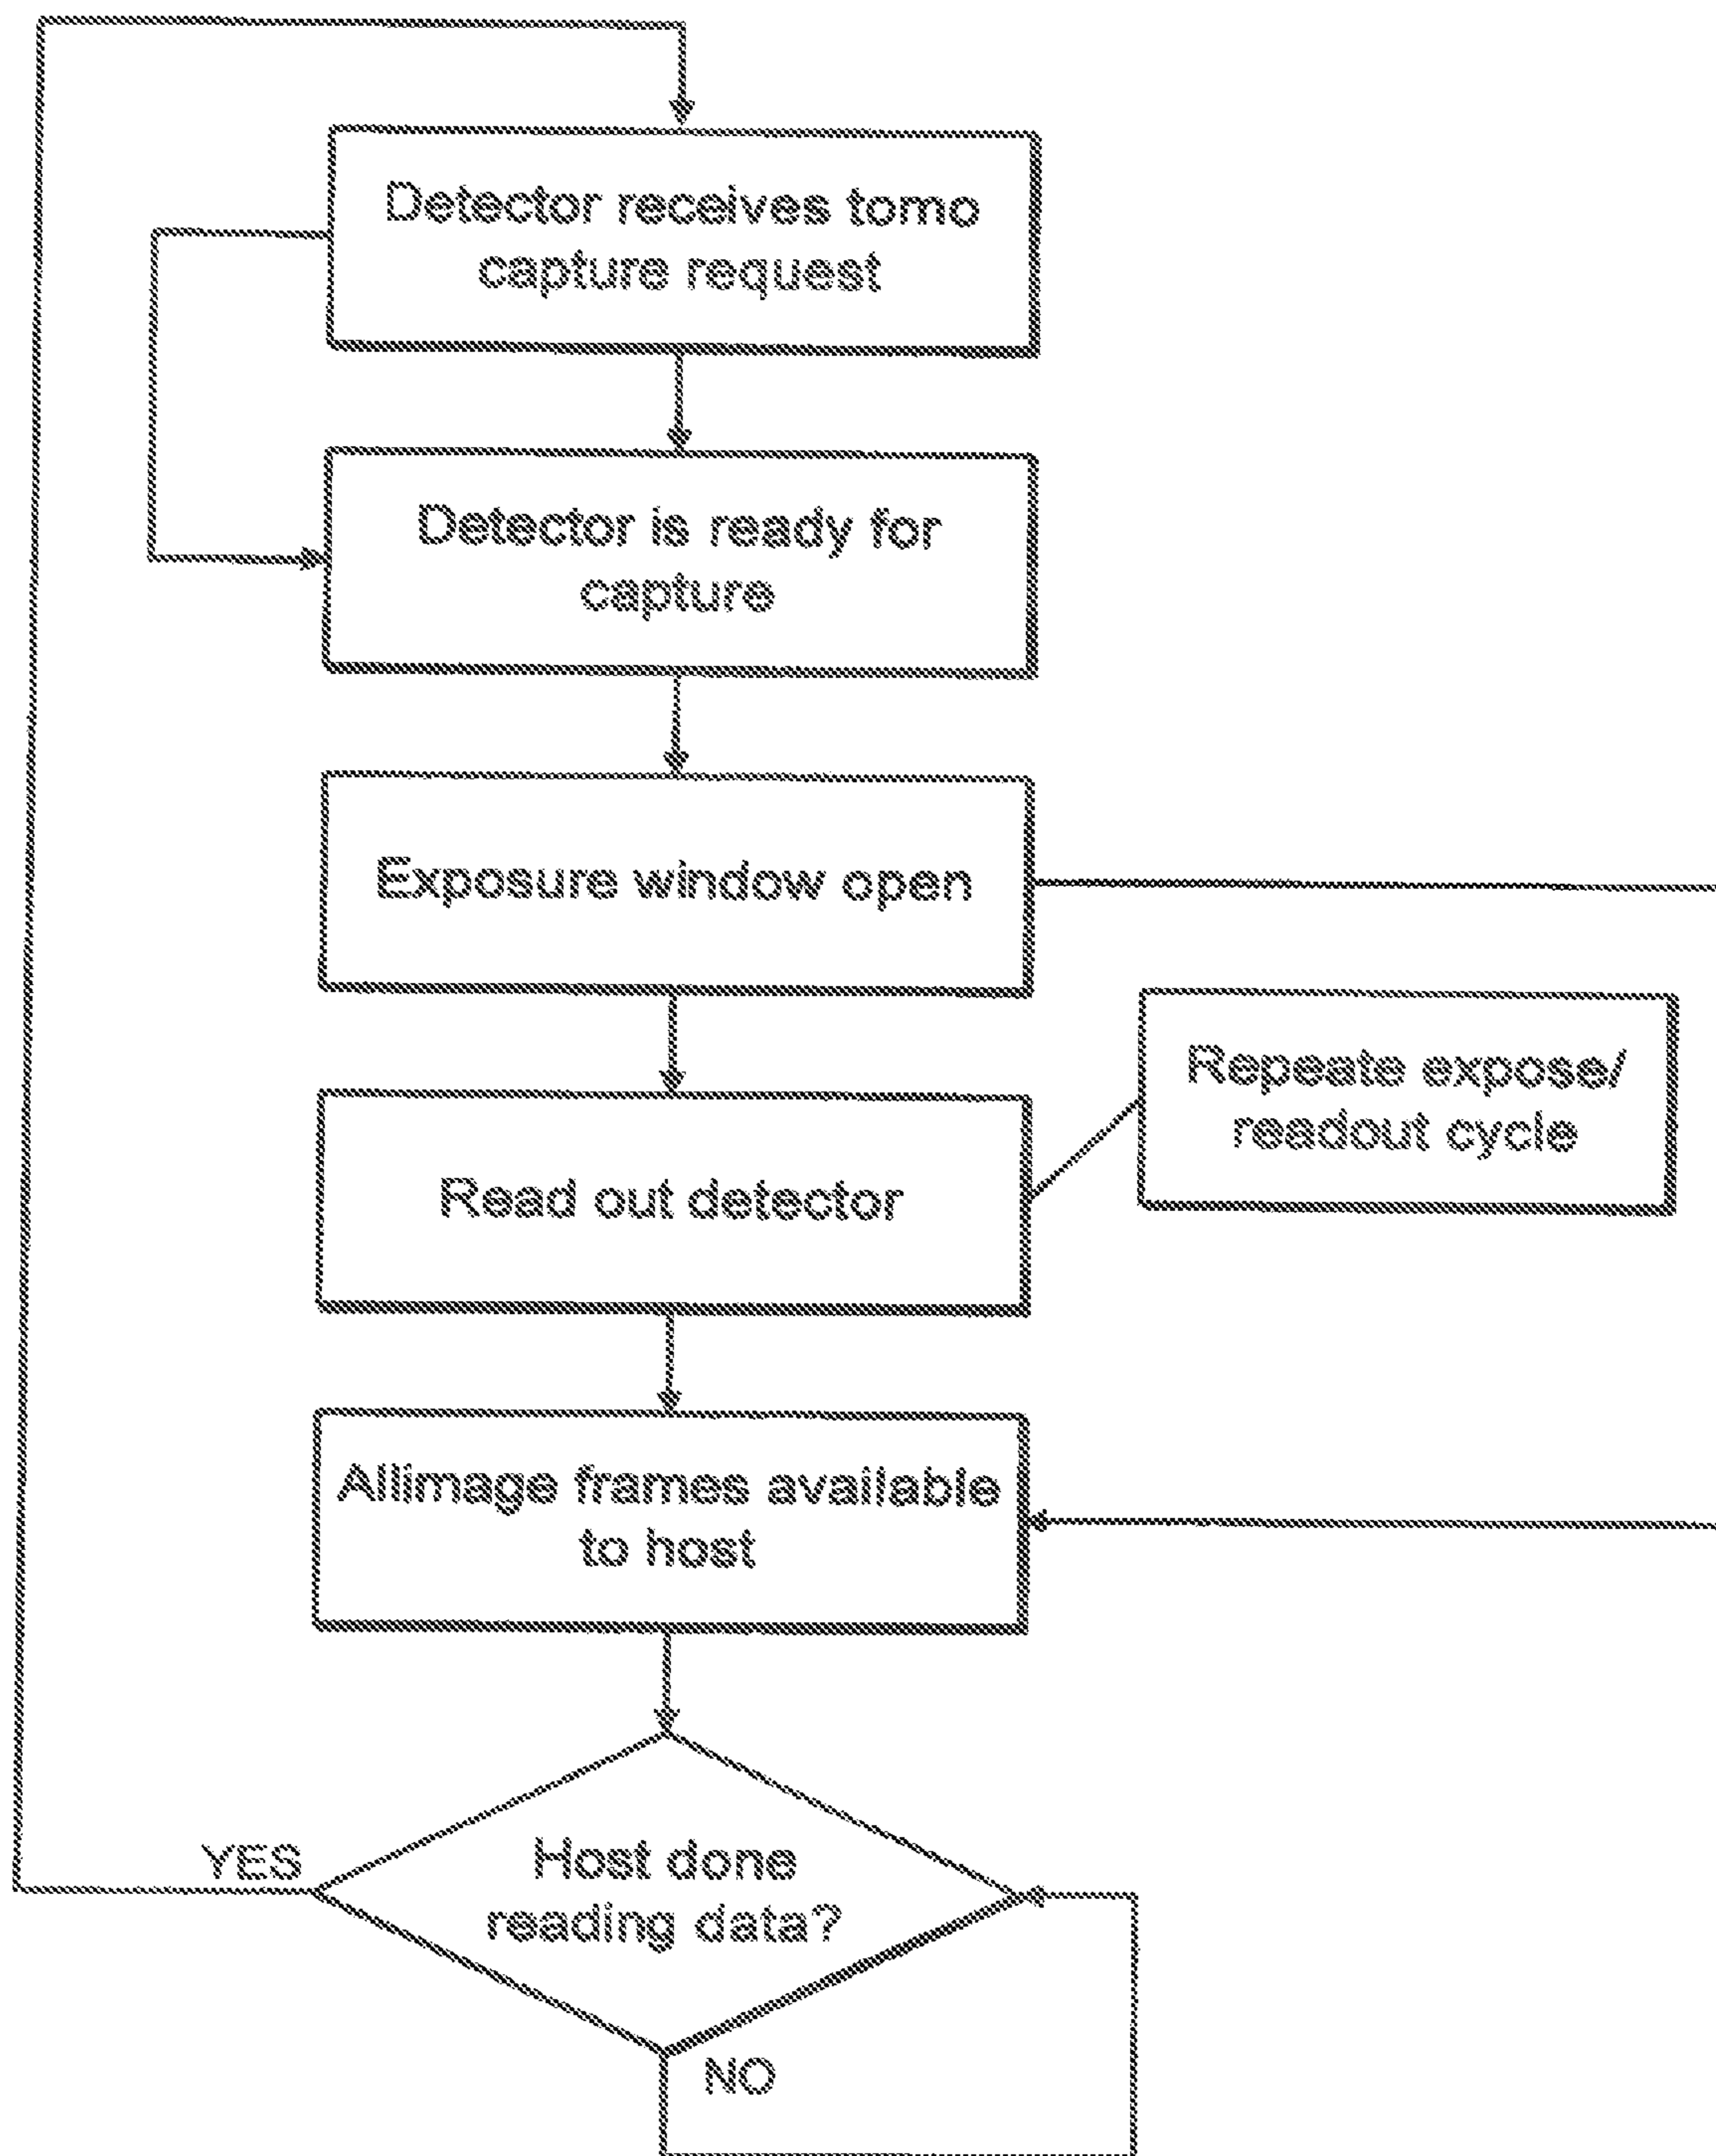 Detector receives tomo
capture request
Detector is ready for
capture
Exposure window open
Repeate expose/
readout cycle
Read out detector
Allimage frames available
to host
Host done
reading data?
YES
NO